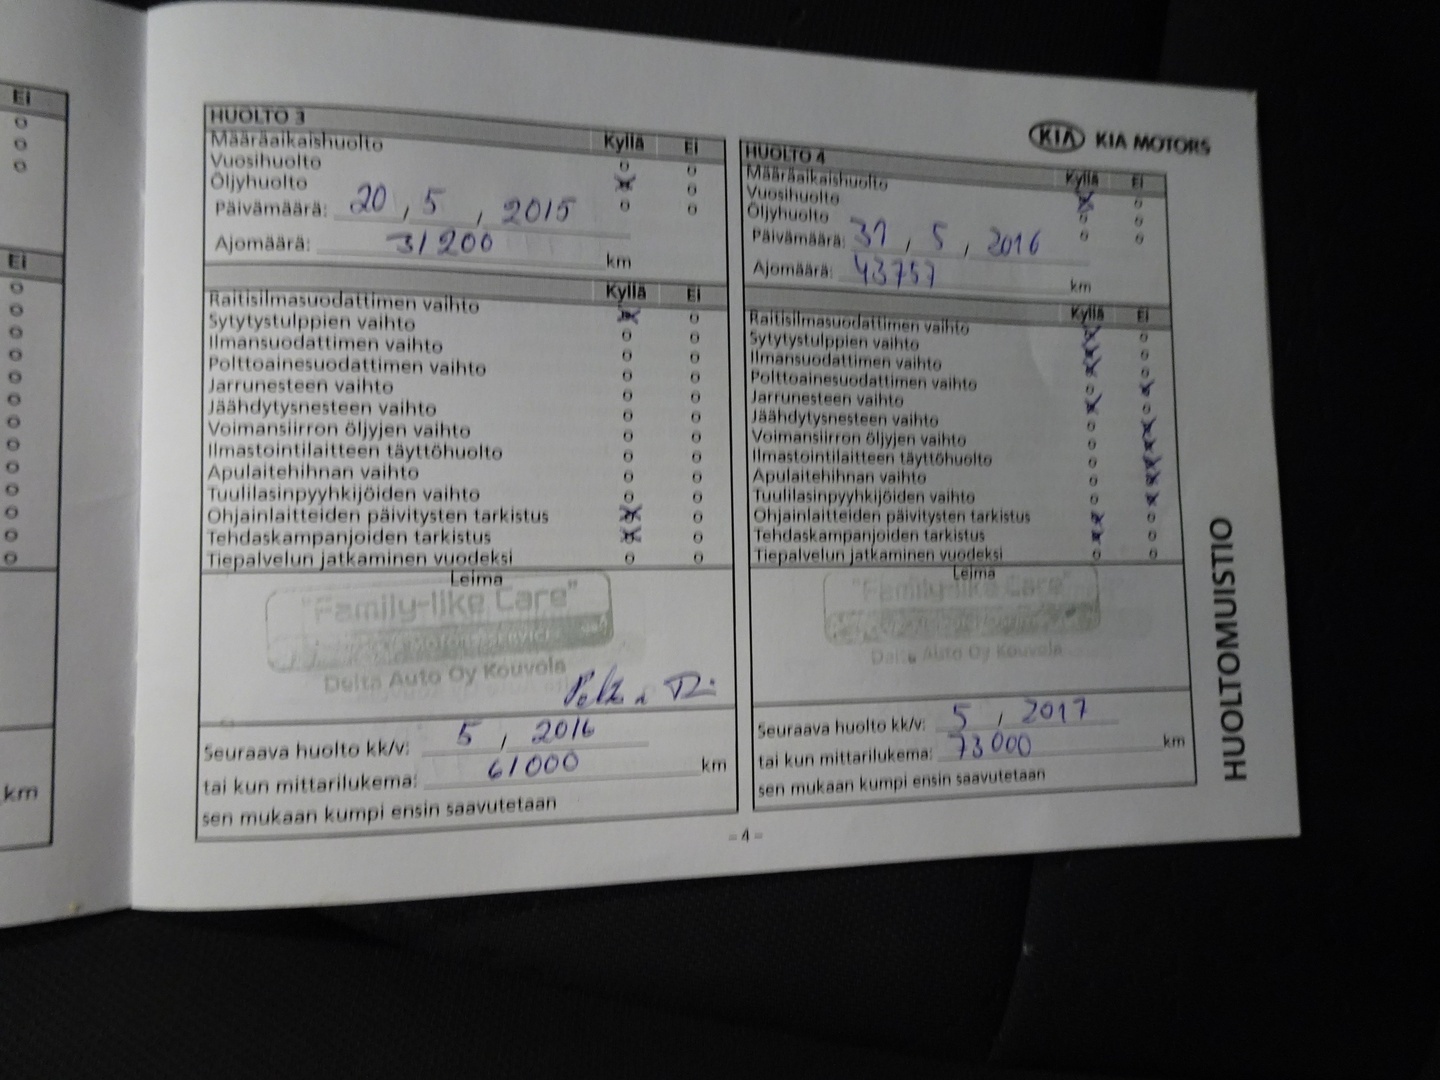 Ei
Ei
km
HUOLTO 3
Kyllä Ei
Määräaikaishuolto
Vuosihuolto
Öljyhuolto
Päivämäärä: 20 , 5 , 2015
Ajomäärä: 31200 km
Kyllä Ei
Raitisilmasuodattimen vaihto
Sytytystulppien vaihto
Ilmansuodattimen vaihto
Polttoainesuodattimen vaihto
Jarrunesteen vaihto
Jäähdytysnesteen vaihto
Voimansiirron öljyjen vaihto
Ilmastointilaitteen täyttöhuolto
Apulaitehihnan vaihto
Tuulilasinpyyhkijöiden vaihto
Ohjainlaitteiden päivitysten tarkistus
Tehdaskampanjoiden tarkistus
Tiepalvelun jatkaminen vuodeksi
Leima
"Family-like Care"
Delta Auto Oy Kouvola
Seuraava huolto kk/v: 5 , 2016
tai kun mittarilukema: 61000 km
sen mukaan kumpi ensin saavutetaan
KIA KIA MOTORS
HUOLTO 4
Kyllä Ei
Määräaikaishuolto
Vuosihuolto
Öljyhuolto
Päivämäärä: 31 , 5 , 2016
Ajomäärä: 43757 km
Kyllä Ei
Raitisilmasuodattimen vaihto
Sytytystulppien vaihto
Ilmansuodattimen vaihto
Polttoainesuodattimen vaihto
Jarrunesteen vaihto
Jäähdytysnesteen vaihto
Voimansiirron öljyjen vaihto
Ilmastointilaitteen täyttöhuolto
Apulaitehihnan vaihto
Tuulilasinpyyhkijöiden vaihto
Ohjainlaitteiden päivitysten tarkistus
Tehdaskampanjoiden tarkistus
Tiepalvelun jatkaminen vuodeksi
Leima
"Family-like Care"
Delta Auto Oy Kouvola
Seuraava huolto kk/v: 5 , 2017
tai kun mittarilukema: 73000 km
sen mukaan kumpi ensin saavutetaan
HUOLTOMUISTIO
– 4 –